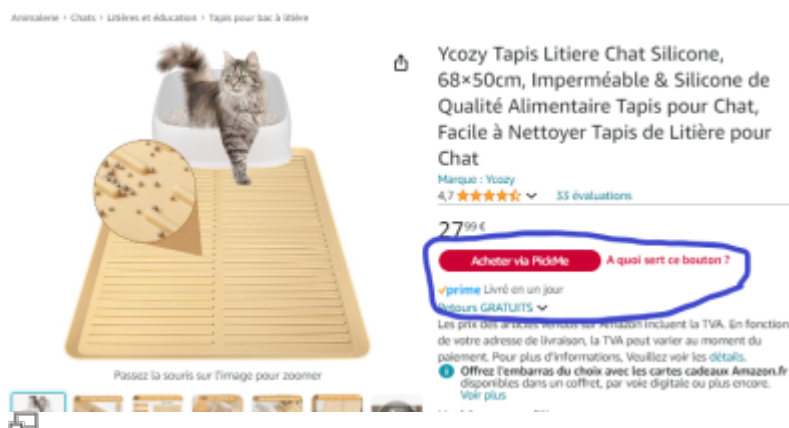 Animalerie › Chats › Litières et éducation › Tapis pour bac à litière
Ycozy Tapis Litiere Chat Silicone,
68×50cm, Imperméable & Silicone de
Qualité Alimentaire Tapis pour Chat,
Facile à Nettoyer Tapis de Litière pour
Chat
Marque : Ycozy
4,7 33 évaluations
27,99 €
Acheter via PickMe A quoi sert ce bouton ?
prime Livré en un jour
Retours GRATUITS
Les prix des articles vendus sur Amazon incluent la TVA. En fonction
de votre adresse de livraison, la TVA peut varier au moment du
paiement. Pour plus d'informations, Veuillez voir les détails.
Offrez l'embarras du choix avec les cartes cadeaux Amazon.fr
disponibles dans un coffret, par voie digitale ou plus encore.
Voir plus
Passez la souris sur l'image pour zoomer